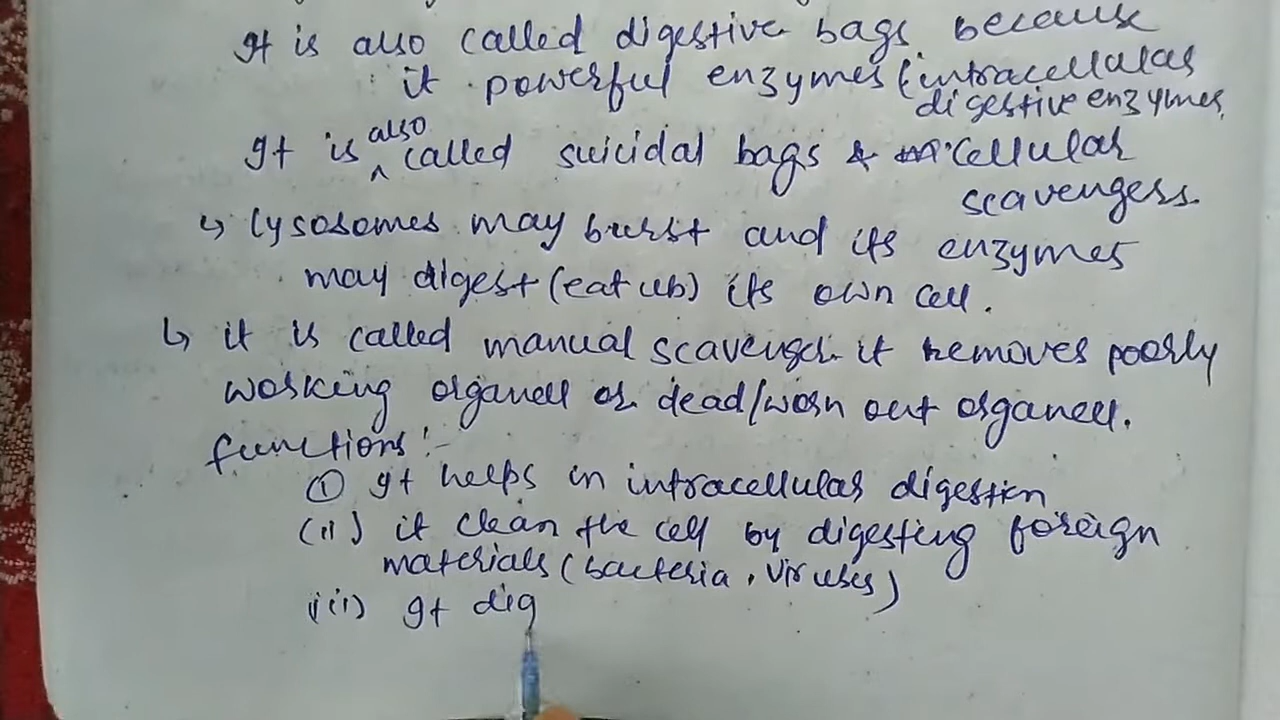 It is also called digestive bags because
it powerful enzymes (intracellular
digestive enzymes.
It is also called suicidal bags & cellular
scavengers.
↳ lysosomes may burst and its enzymes
may digest (eat up) its own cell.
↳ it is called manual scavenger. it removes poorly
working organell or dead/worn out organell.
functions:-
① It helps in intracellular digestion
(ii) it clean the cell by digesting foreign
materials (bacteria, viruses)
(iii) It dig